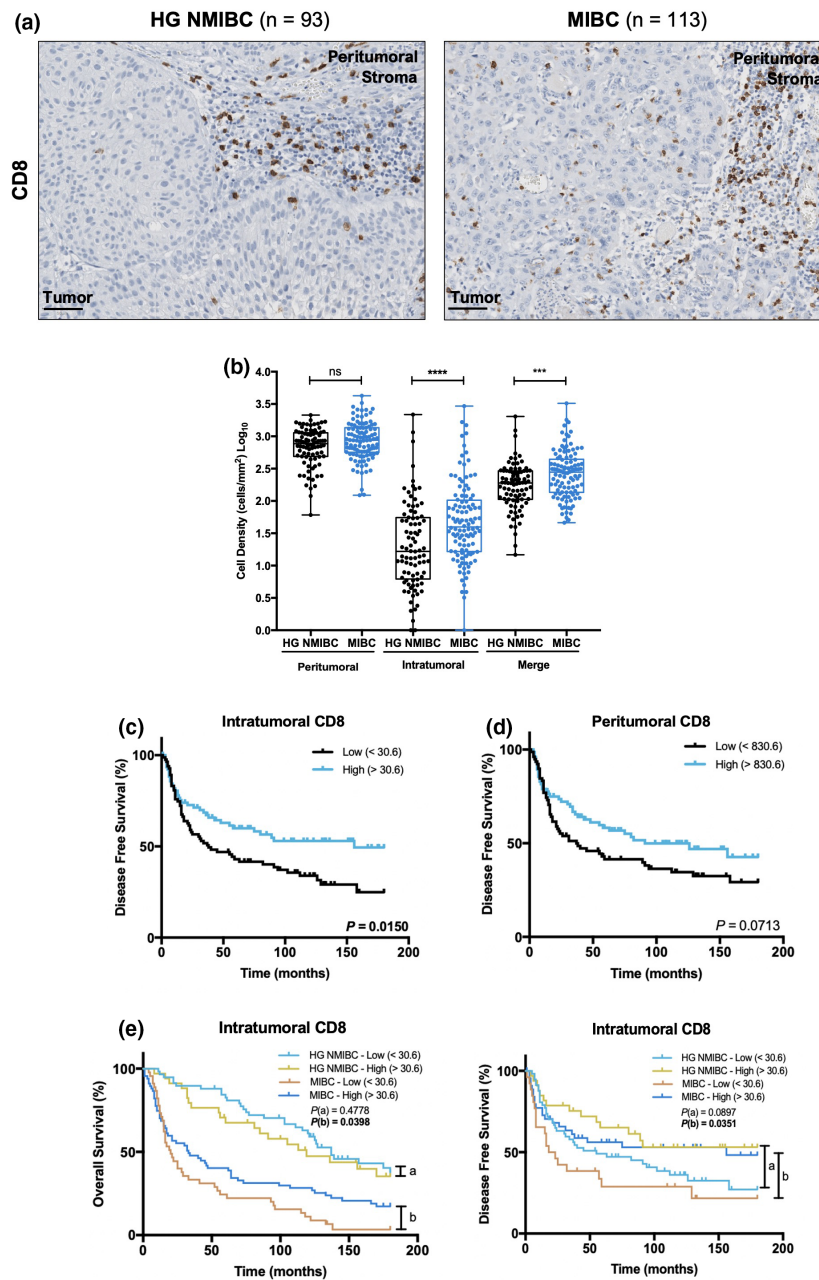 (a)
HG NMIBC (n = 93)
MIBC (n = 113)
CD8
Peritumoral
Stroma
Tumor
Peritumora
Stroma
Tumor
(b)
Cell Density (cells/mm²) Log₁₀
4.0
3.5
3.0
2.5
2.0
1.5
1.0
0.5
0.0
ns
****
***
HG NMIBC MIBC HG NMIBC MIBC HG NMIBC MIBC
Peritumoral Intratumoral Merge
(c)
Intratumoral CD8
Low (< 30.6)
High (> 30.6)
Disease Free Survival (%)
100
50
0
P = 0.0150
0 50 100 150 200
Time (months)
(d)
Peritumoral CD8
Low (< 830.6)
High (> 830.6)
Disease Free Survival (%)
100
50
0
P = 0.0713
0 50 100 150 200
Time (months)
(e)
Intratumoral CD8
HG NMIBC - Low (< 30.6)
HG NMIBC - High (> 30.6)
MIBC - Low (< 30.6)
MIBC - High (> 30.6)
P(a) = 0.4778
P(b) = 0.0398
Overall Survival (%)
100
50
0
a
b
0 50 100 150 200
Time (months)
Intratumoral CD8
HG NMIBC - Low (< 30.6)
HG NMIBC - High (> 30.6)
MIBC - Low (< 30.6)
MIBC - High (> 30.6)
P(a) = 0.0897
P(b) = 0.0351
Disease Free Survival (%)
100
50
0
a
b
0 50 100 150 200
Time (months)